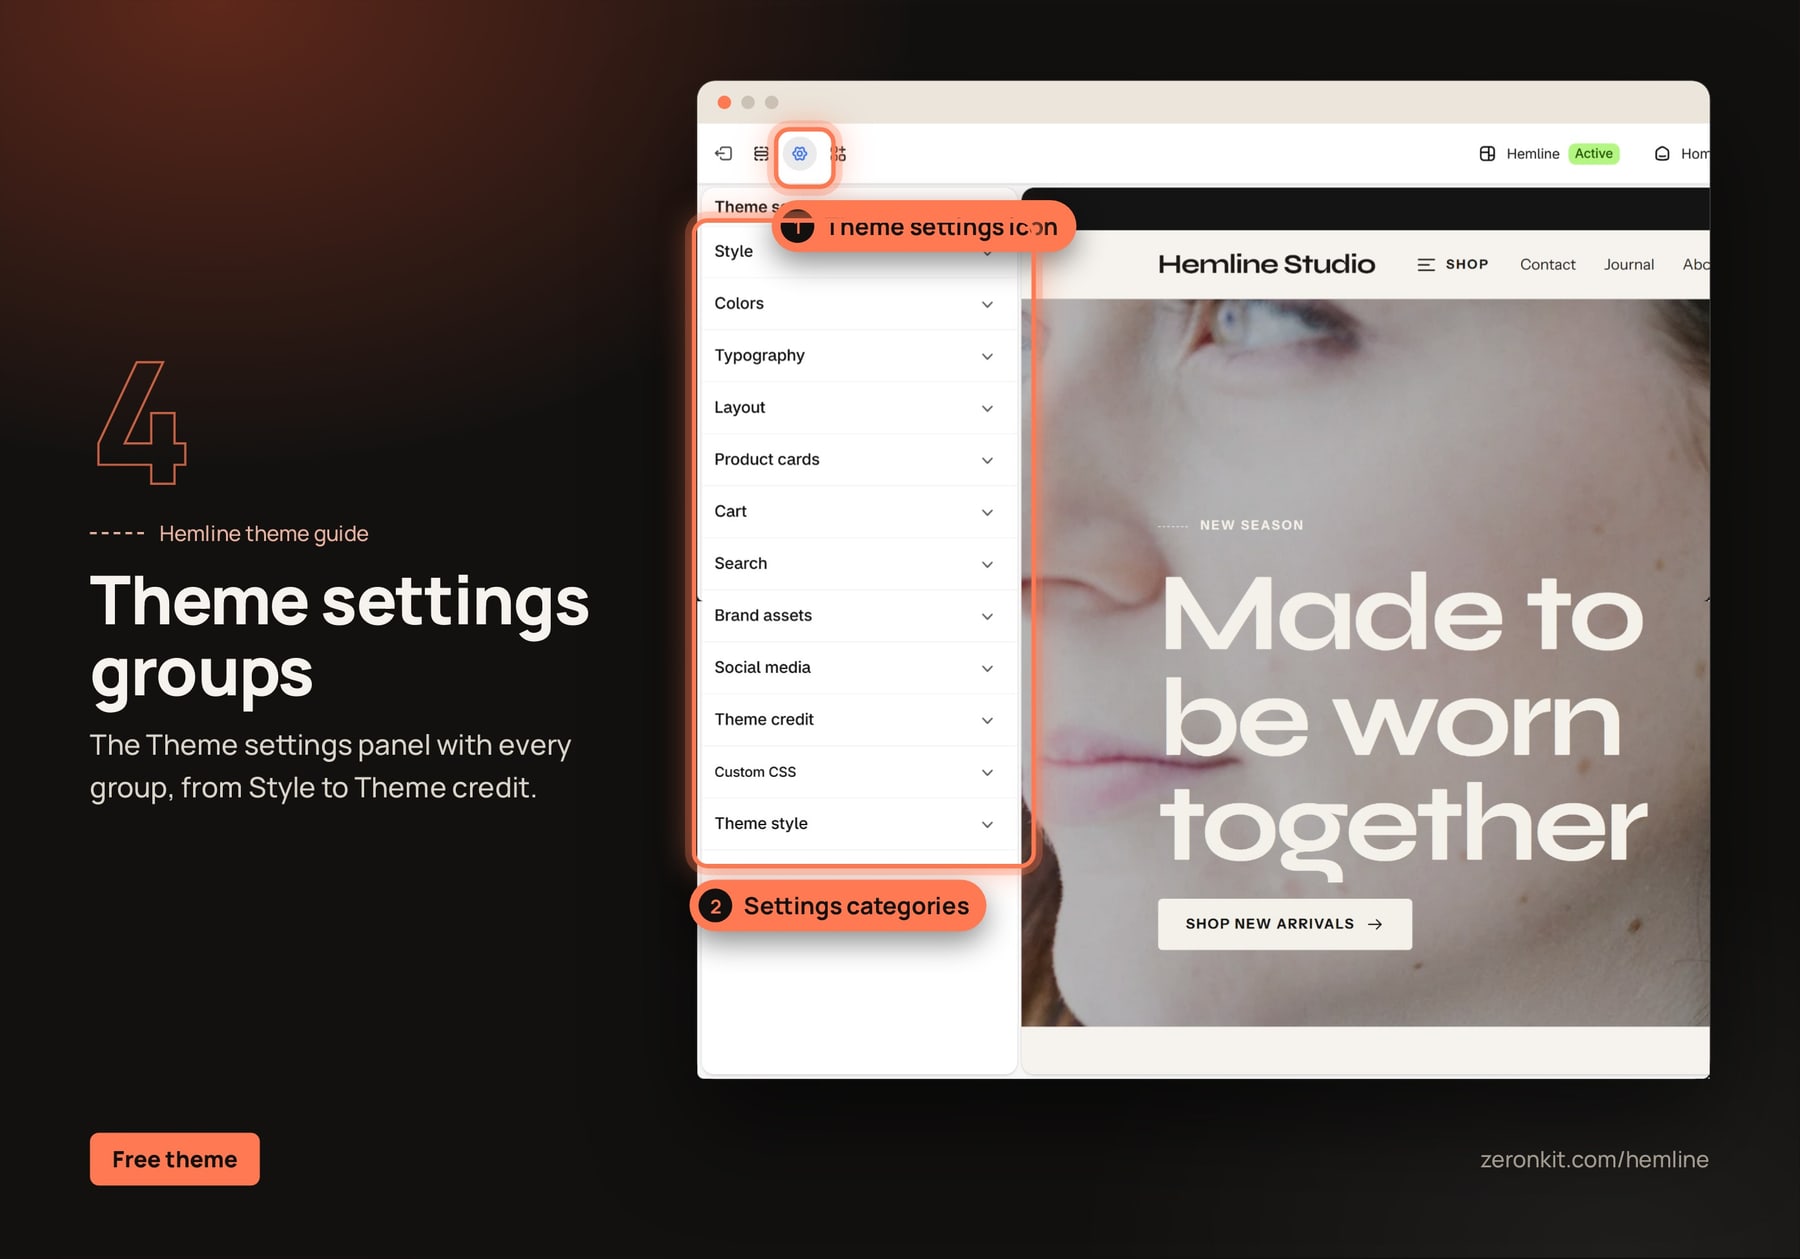 4
Hemline theme guide
Theme settings
groups
The Theme settings panel with every
group, from Style to Theme credit.
Free theme
Hemline Active
Theme
1 Theme settings icon
Style
Colors
Typography
Layout
Product cards
Cart
Search
Brand assets
Social media
Theme credit
Custom CSS
Theme style
2 Settings categories
Hemline Studio SHOP Contact Journal
NEW SEASON
Made to
be worn
together
SHOP NEW ARRIVALS
zeronkit.com/hemline